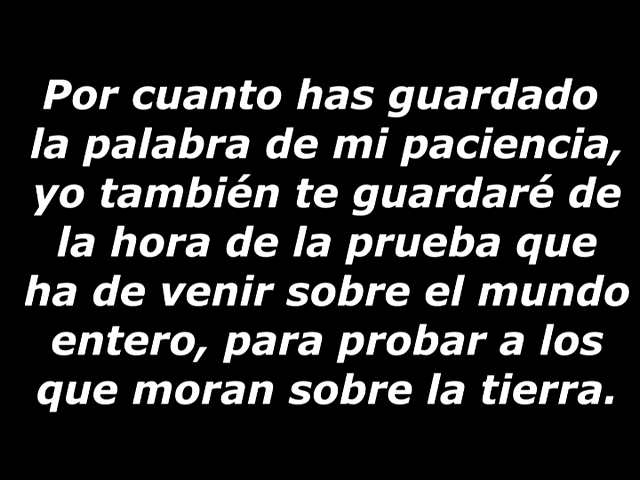 Por cuanto has guardado
la palabra de mi paciencia,
yo también te guardaré de
la hora de la prueba que
ha de venir sobre el mundo
entero, para probar a los
que moran sobre la tierra.